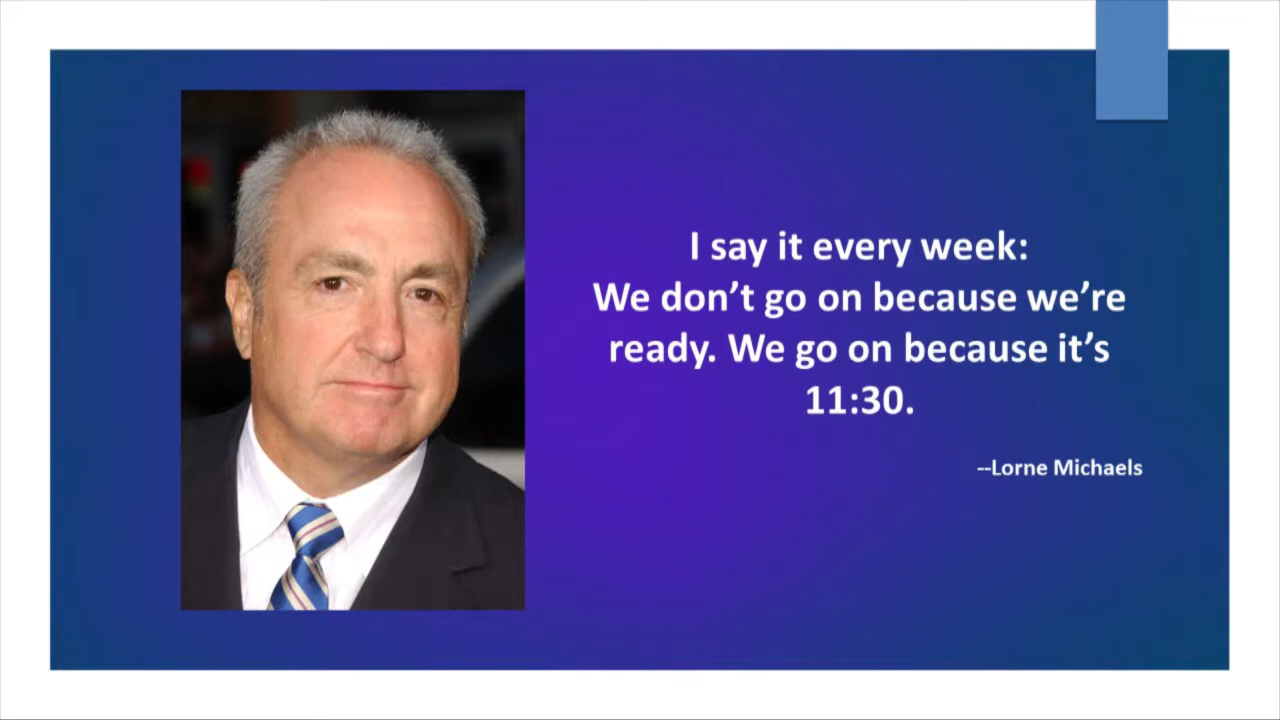 I say it every week:
We don’t go on because we’re
ready. We go on because it’s
11:30.
--Lorne Michaels